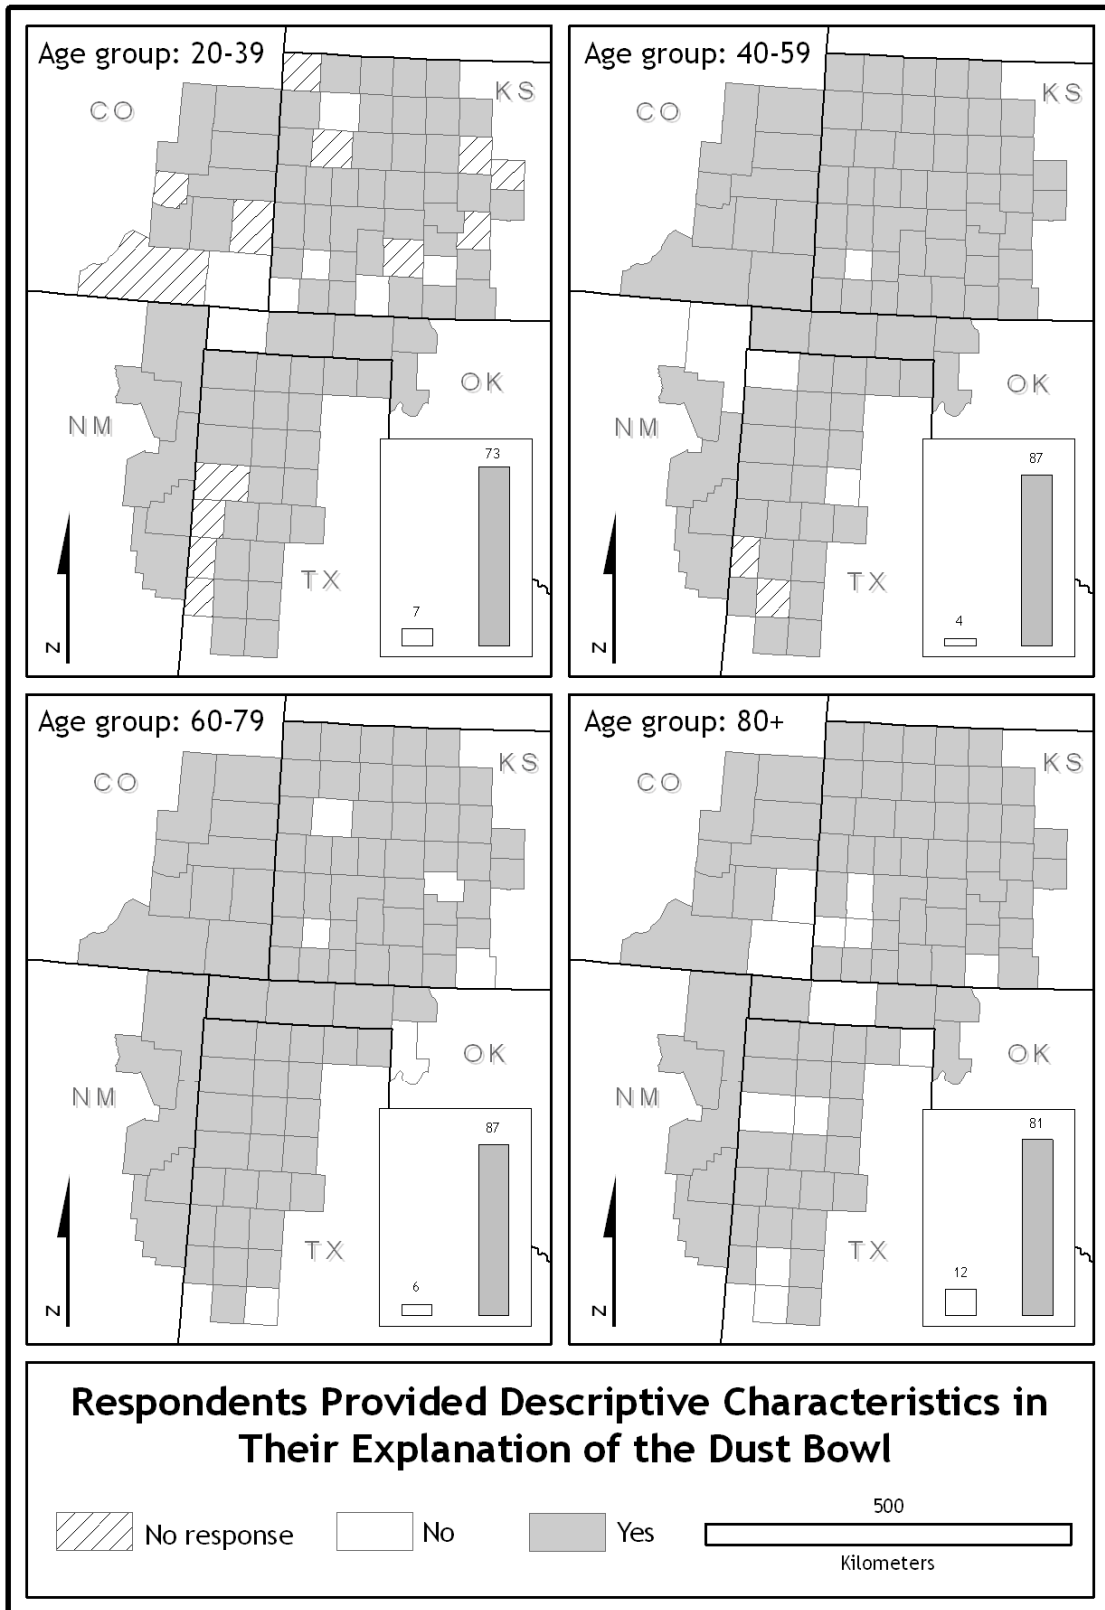 Age group: 20-39
CO
KS
NM
OK
TX
73
7
N
Age group: 40-59
CO
KS
NM
OK
TX
87
4
N
Age group: 60-79
CO
KS
NM
OK
TX
87
6
N
Age group: 80+
CO
KS
NM
OK
TX
81
12
N
Respondents Provided Descriptive Characteristics in
Their Explanation of the Dust Bowl
No response
No
Yes
500
Kilometers